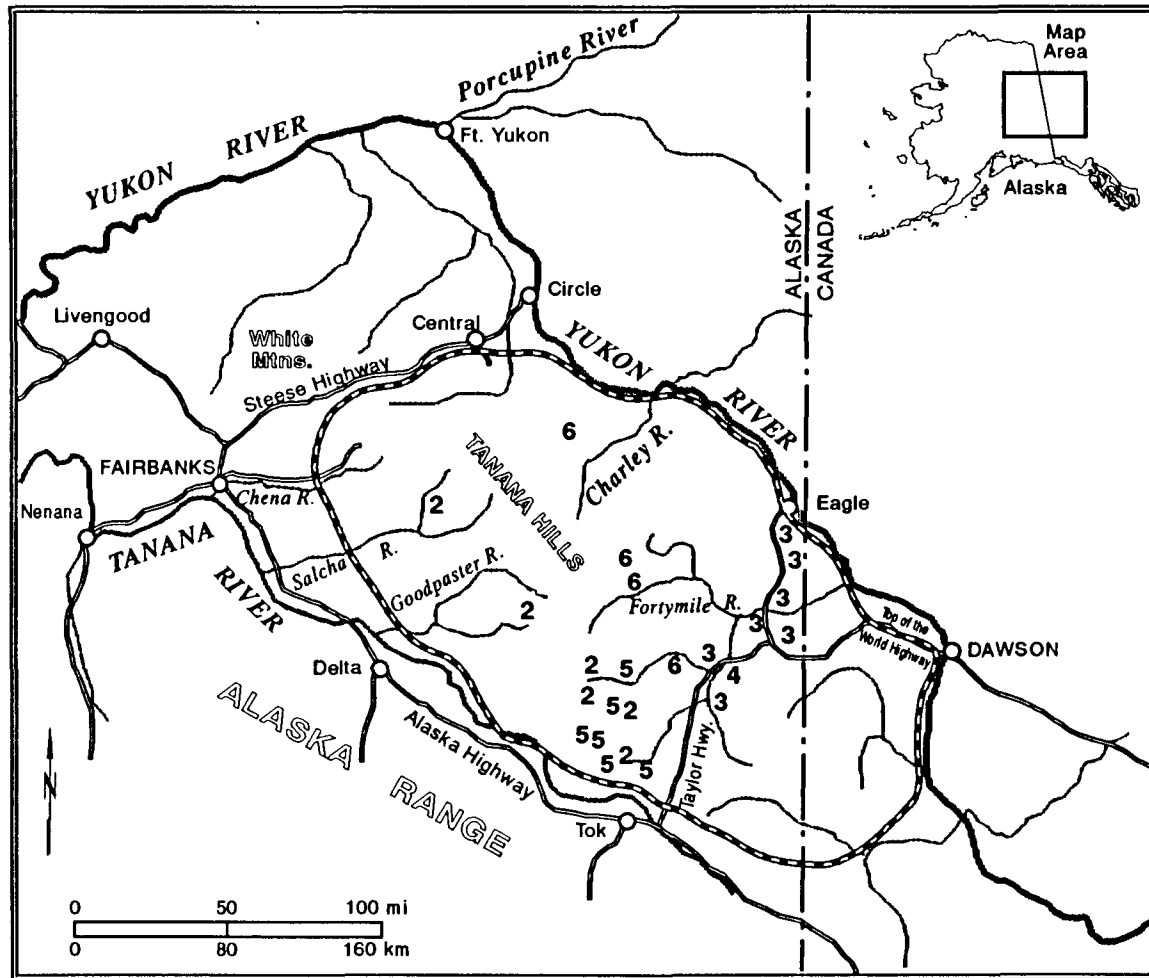 Map
Area
Alaska
Porcupine River
Ft. Yukon
YUKON RIVER
ALASKA
CANADA
Circle
Livengood
Central
White
Mtns.
Steese Highway
YUKON RIVER
6
Charley R.
TANANA HILLS
FAIRBANKS
Chena R.
2
Eagle
Nenana
TANANA RIVER
Salcha R.
3
3
6
6
Goodpaster R.
2
Fortymile R.
3
3
3
Top of the
World Highway
DAWSON
Delta
2
5
6
3
4
2
5
2
3
ALASKA RANGE
Alaska Highway
5
5
2
5
5
Taylor Hwy.
N
Tok
0 50 100 mi
0 80 160 km